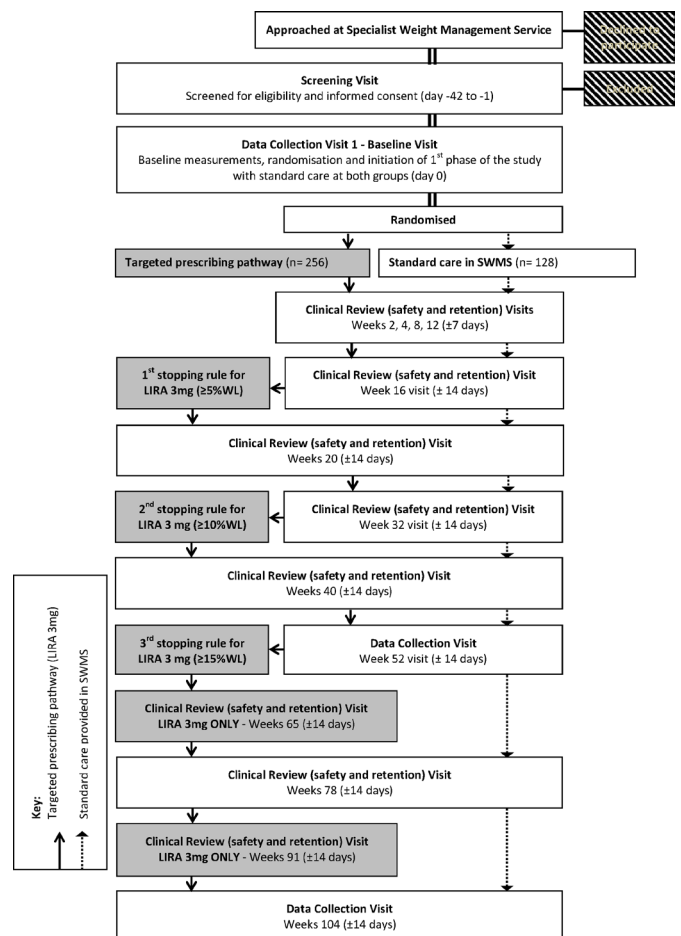 Approached at Specialist Weight Management Service
Declined to
participate
Screening Visit
Screened for eligibility and informed consent (day -42 to -1)
Excluded
Data Collection Visit 1 - Baseline Visit
Baseline measurements, randomisation and initiation of 1st phase of the study
with standard care at both groups (day 0)
Randomised
Targeted prescribing pathway (n= 256)
Standard care in SWMS (n= 128)
Clinical Review (safety and retention) Visits
Weeks 2, 4, 8, 12 (±7 days)
1st stopping rule for
LIRA 3mg (≥5%WL)
Clinical Review (safety and retention) Visit
Week 16 visit (± 14 days)
Clinical Review (safety and retention) Visit
Weeks 20 (±14 days)
2nd stopping rule for
LIRA 3 mg (≥10%WL)
Clinical Review (safety and retention) Visit
Week 32 visit (± 14 days)
Clinical Review (safety and retention) Visit
Weeks 40 (±14 days)
3rd stopping rule for
LIRA 3 mg (≥15%WL)
Data Collection Visit
Week 52 visit (± 14 days)
Clinical Review (safety and retention) Visit
LIRA 3mg ONLY - Weeks 65 (±14 days)
Clinical Review (safety and retention) Visit
Weeks 78 (±14 days)
Clinical Review (safety and retention) Visit
LIRA 3mg ONLY - Weeks 91 (±14 days)
Data Collection Visit
Weeks 104 (±14 days)
Key:
Targeted prescribing pathway (LIRA 3mg)
Standard care provided in SWMS